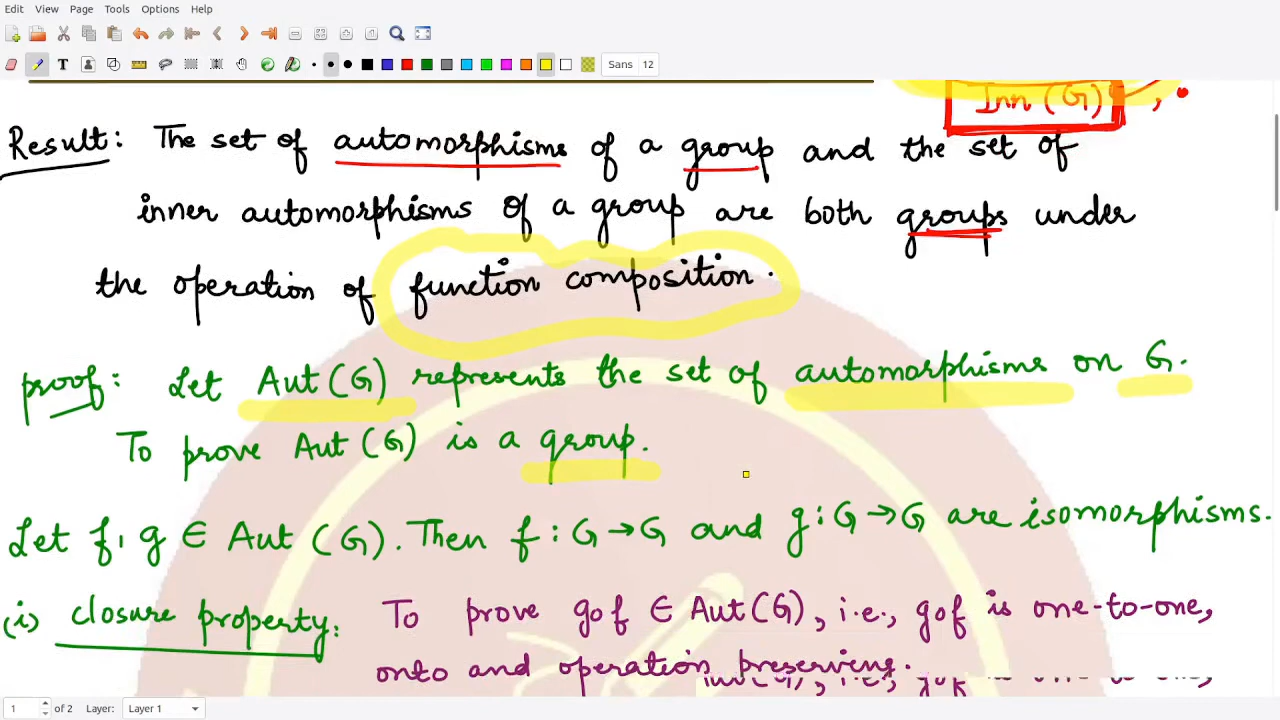 Edit View Page Tools Options Help
Sans 12
Inn (G) ,
Result: The set of automorphisms of a group and the set of
inner automorphisms of a group are both groups under
the operation of function composition.
proof: Let Aut (G) represents the set of automorphisms on G.
To prove Aut (G) is a group.
Let f, g ∈ Aut (G). Then f : G → G and g : G → G are isomorphisms.
(i) closure property: To prove gof ∈ Aut (G), i.e., gof is one-to-one,
onto and operation preserving.
1 of 2 Layer: Layer 1